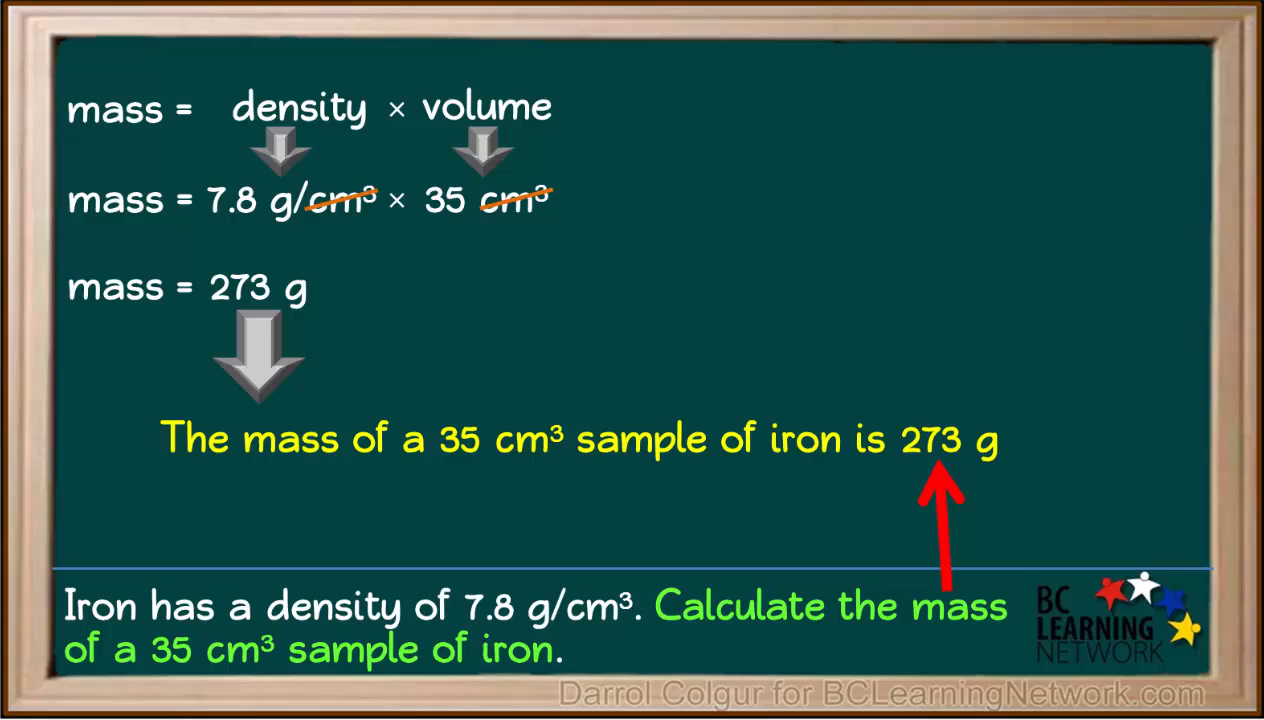 mass = density × volume
mass = 7.8 g/cm³ × 35 cm³
mass = 273 g
The mass of a 35 cm³ sample of iron is 273 g
Iron has a density of 7.8 g/cm³. Calculate the mass
of a 35 cm³ sample of iron.
BC
LEARNING
NETWORK
Darrol Colgur for BCLearningNetwork.com